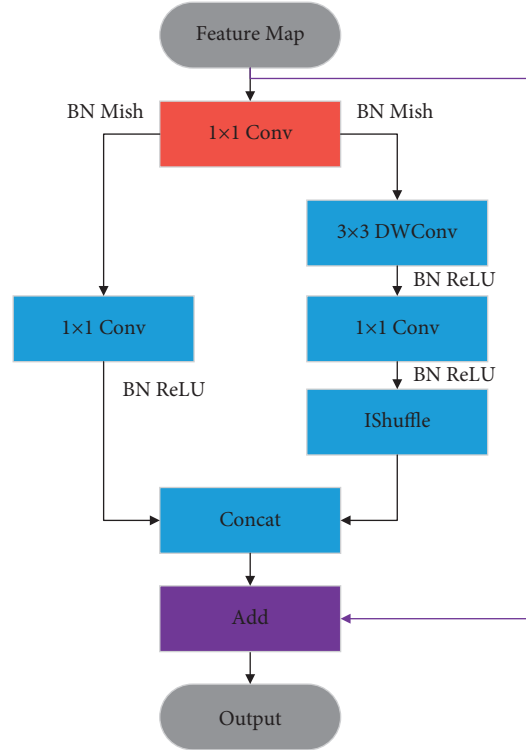 Feature Map
BN Mish
BN Mish
1×1 Conv
3×3 DWConv
BN ReLU
1×1 Conv
1×1 Conv
BN ReLU
BN ReLU
IShuffle
Concat
Add
Output